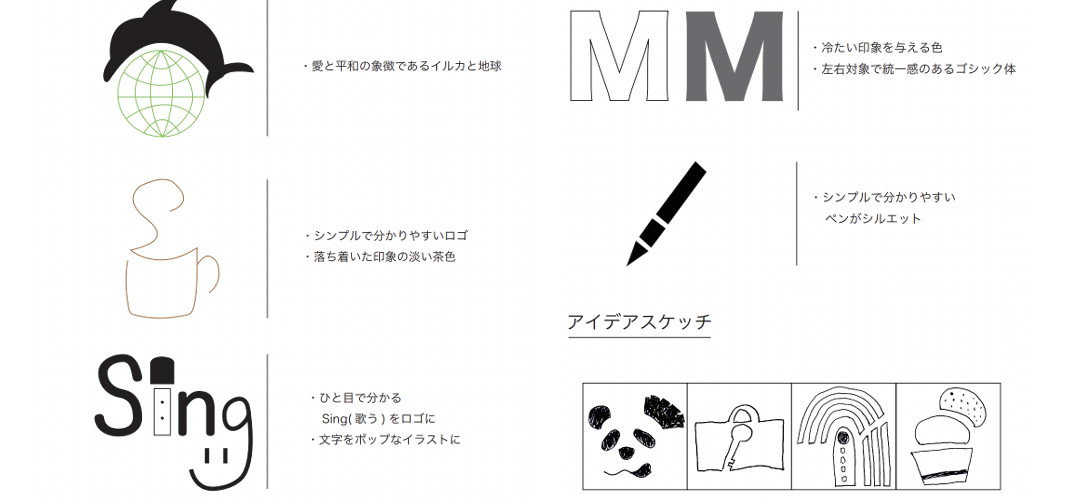 ・愛と平和の象徴であるイルカと地球
・シンプルで分かりやすいロゴ
・落ち着いた印象の淡い茶色
Sing
・ひと目で分かる
Sing( 歌う ) をロゴに
・文字をポップなイラストに
M M
・冷たい印象を与える色
・左右対象で統一感のあるゴシック体
・シンプルで分かりやすい
ペンがシルエット
アイデアスケッチ